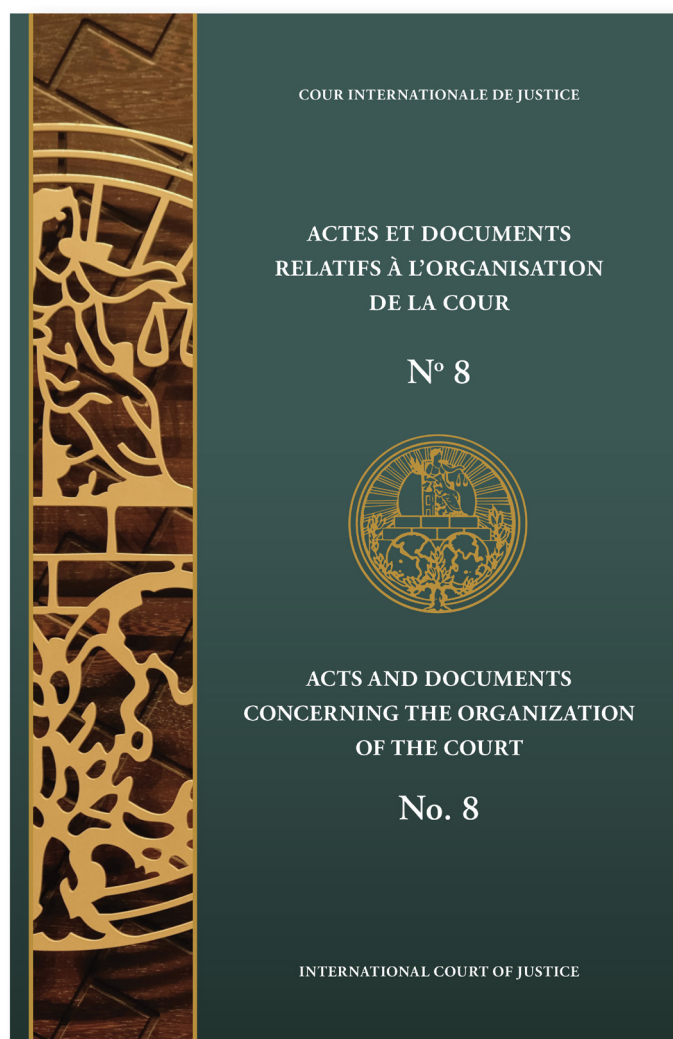 COUR INTERNATIONALE DE JUSTICE
ACTES ET DOCUMENTS
RELATIFS À L’ORGANISATION
DE LA COUR
Nº 8
ACTS AND DOCUMENTS
CONCERNING THE ORGANIZATION
OF THE COURT
No. 8
INTERNATIONAL COURT OF JUSTICE